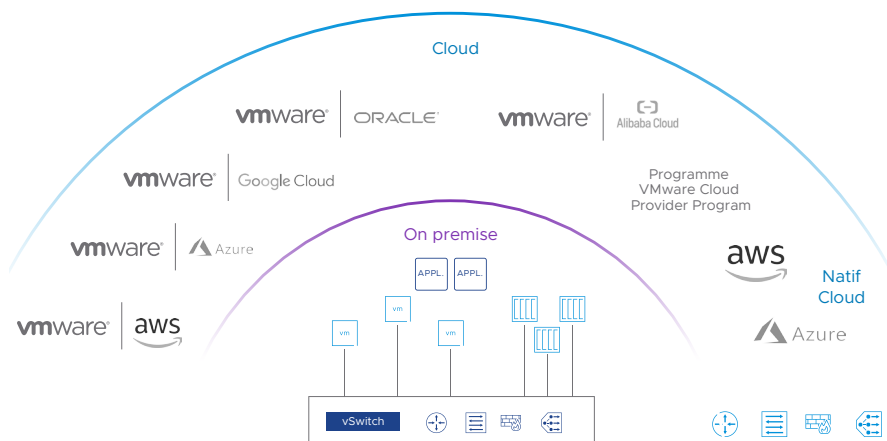 Cloud
vmware® ORACLE®
vmware® Alibaba Cloud
vmware® Google Cloud
Programme
VMware Cloud
Provider Program
On premise
vmware® Azure
aws
Natif
Cloud
APPL. APPL.
vm
vm
vm
vmware® aws
Azure
vSwitch